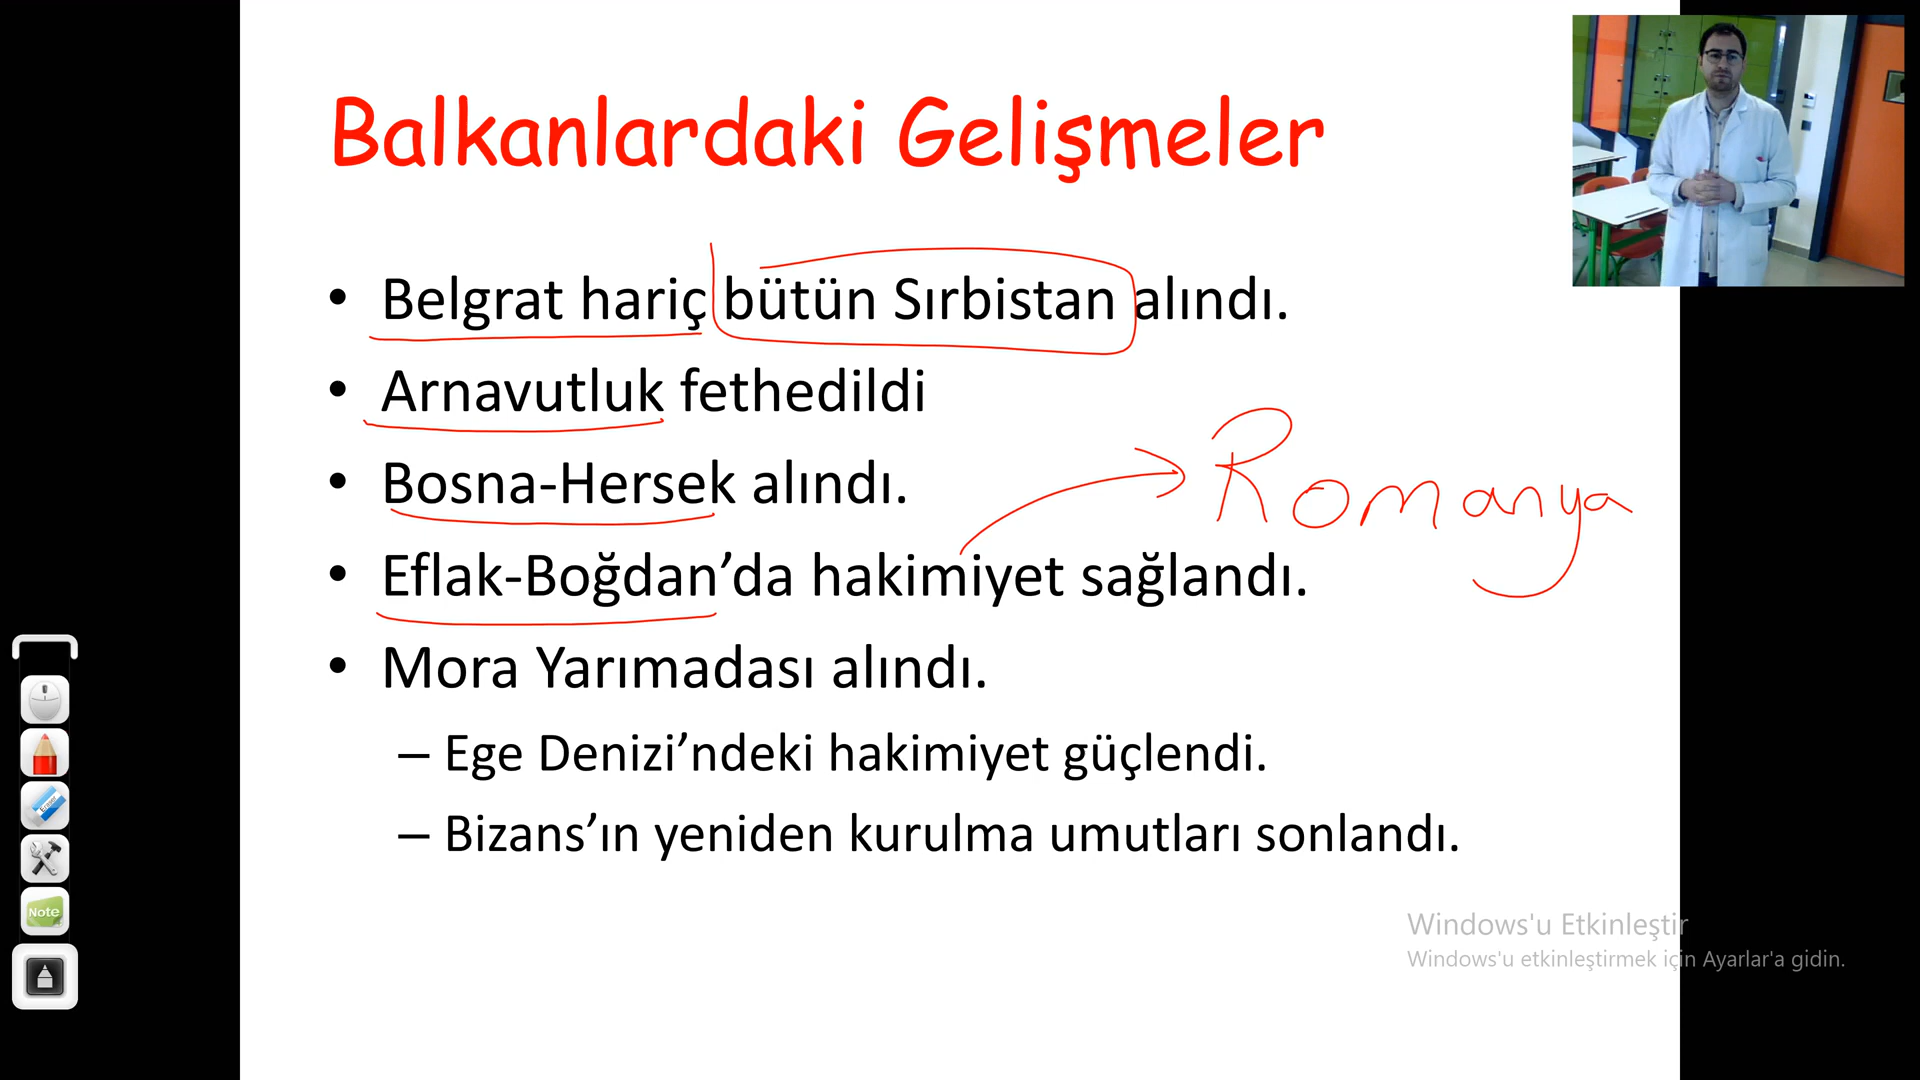 Balkanlardaki Gelişmeler
• Belgrat hariç bütün Sırbistan alındı.
• Arnavutluk fethedildi
• Bosna-Hersek alındı.
Romanya
• Eflak-Boğdan’da hakimiyet sağlandı.
• Mora Yarımadası alındı.
– Ege Denizi’ndeki hakimiyet güçlendi.
– Bizans’ın yeniden kurulma umutları sonlandı.
Eraser
Note
Windows'u Etkinleştir
Windows'u etkinleştirmek için Ayarlar'a gidin.